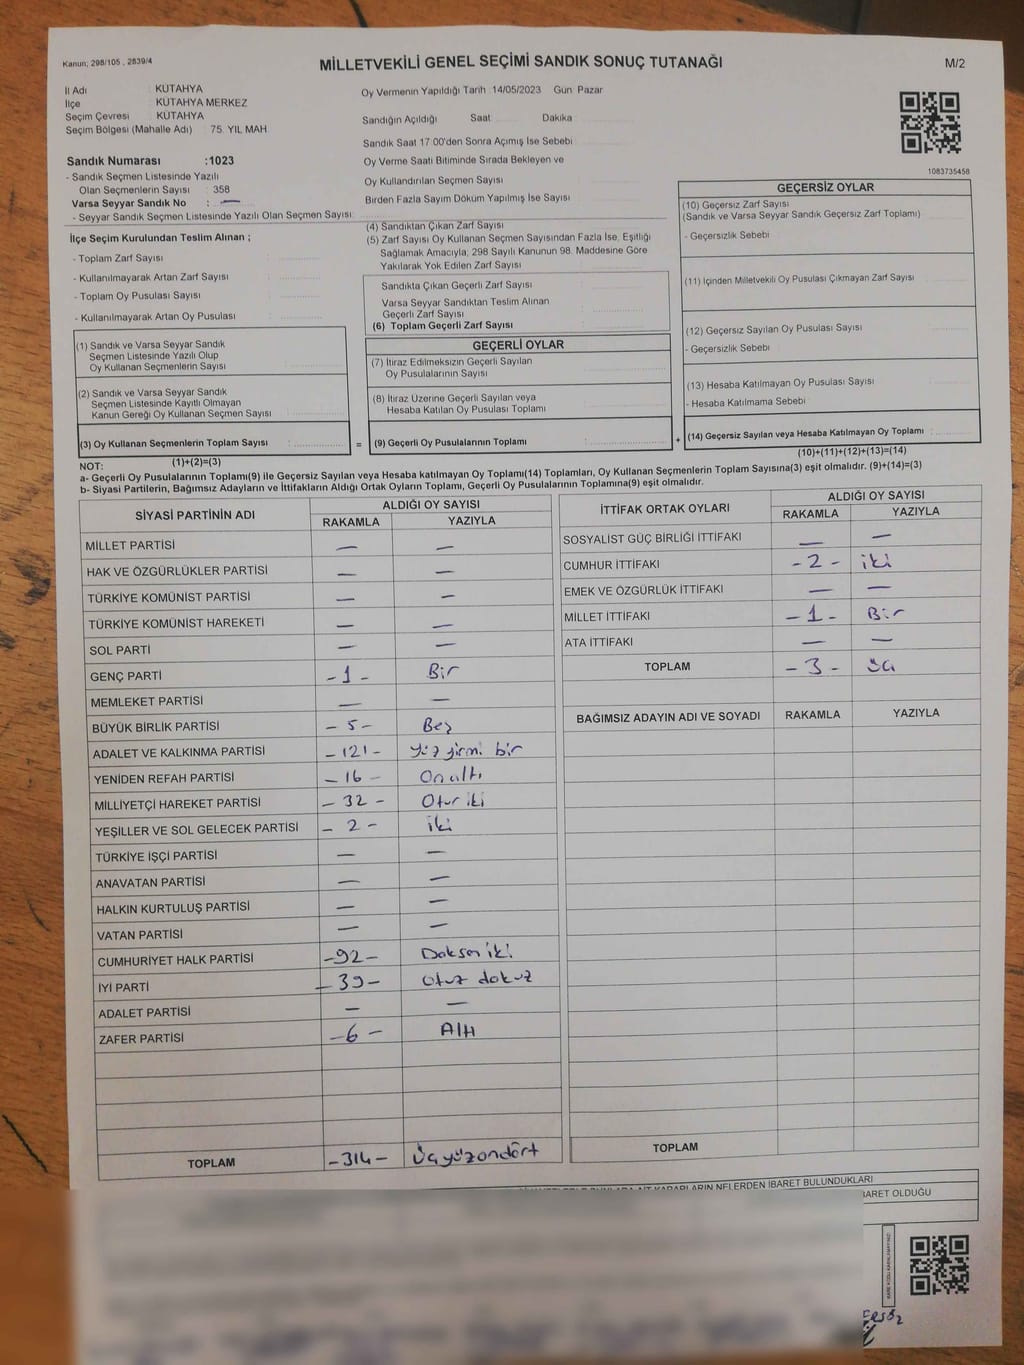 Kanun; 298/105 , 2839/4
MİLLETVEKİLİ GENEL SEÇİMİ SANDIK SONUÇ TUTANAĞI
M/2
İl Adı : KÜTAHYA
İlçe : KÜTAHYA MERKEZ
Seçim Çevresi : KÜTAHYA
Seçim Bölgesi (Mahalle Adı) : 75. YIL MAH.
Sandık Numarası :1023
- Sandık Seçmen Listesinde Yazılı
Olan Seçmenlerin Sayısı : 358
Varsa Seyyar Sandık No : —
- Seyyar Sandık Seçmen Listesinde Yazılı Olan Seçmen Sayısı:
Oy Vermenin Yapıldığı Tarih : 14/05/2023 Gün: Pazar
Sandığın Açıldığı Saat : Dakika :
Sandık Saat 17:00'den Sonra Açımış İse Sebebi :
Oy Verme Saati Bitiminde Sırada Bekleyen ve
Oy Kullandırılan Seçmen Sayısı :
Birden Fazla Sayım Döküm Yapılmış İse Sayısı :
1083735458
İlçe Seçim Kurulundan Teslim Alınan ;
- Toplam Zarf Sayısı :
- Kullanılmayarak Artan Zarf Sayısı :
- Toplam Oy Pusulası Sayısı :
- Kullanılmayarak Artan Oy Pusulası :
(4) Sandıktan Çıkan Zarf Sayısı :
(5) Zarf Sayısı Oy Kullanan Seçmen Sayısından Fazla İse, Eşitliği
Sağlamak Amacıyla, 298 Sayılı Kanunun 98. Maddesine Göre
Yakılarak Yok Edilen Zarf Sayısı :
Sandıkta Çıkan Geçerli Zarf Sayısı :
Varsa Seyyar Sandıktan Teslim Alınan
Geçerli Zarf Sayısı :
(6) Toplam Geçerli Zarf Sayısı :
GEÇERSİZ OYLAR
(10) Geçersiz Zarf Sayısı :
(Sandık ve Varsa Seyyar Sandık Geçersiz Zarf Toplamı)
- Geçersizlik Sebebi :
(11) İçinden Milletvekili Oy Pusulası Çıkmayan Zarf Sayısı :
(12) Geçersiz Sayılan Oy Pusulası Sayısı :
- Geçersizlik Sebebi :
(13) Hesaba Katılmayan Oy Pusulası Sayısı :
- Hesaba Katılmama Sebebi :
(14) Geçersiz Sayılan veya Hesaba Katılmayan Oy Toplamı :
(10)+(11)+(12)+(13)=(14)
(1) Sandık ve Varsa Seyyar Sandık
Seçmen Listesinde Yazılı Olup
Oy Kullanan Seçmenlerin Sayısı :
(2) Sandık ve Varsa Seyyar Sandık
Seçmen Listesinde Kayıtlı Olmayan
Kanun Gereği Oy Kullanan Seçmen Sayısı :
(3) Oy Kullanan Seçmenlerin Toplam Sayısı : =
(1)+(2)=(3)
GEÇERLİ OYLAR
(7) İtiraz Edilmeksizin Geçerli Sayılan
Oy Pusulalarının Sayısı :
(8) İtiraz Üzerine Geçerli Sayılan veya
Hesaba Katılan Oy Pusulası Toplamı :
(9) Geçerli Oy Pusulalarının Toplamı : +
NOT:
a- Geçerli Oy Pusulalarının Toplamı(9) ile Geçersiz Sayılan veya Hesaba katılmayan Oy Toplamı(14) Toplamları, Oy Kullanan Seçmenlerin Toplam Sayısına(3) eşit olmalıdır. (9)+(14)=(3)
b- Siyasi Partilerin, Bağımsız Adayların ve İttifakların Aldığı Ortak Oyların Toplamı, Geçerli Oy Pusulalarının Toplamına(9) eşit olmalıdır.
SİYASİ PARTİNİN ADI ALDIĞI OY SAYISI
RAKAMLA YAZIYLA
MİLLET PARTİSİ — —
HAK VE ÖZGÜRLÜKLER PARTİSİ — —
TÜRKİYE KOMÜNİST PARTİSİ — —
TÜRKİYE KOMÜNİST HAREKETİ — —
SOL PARTİ — —
GENÇ PARTİ -1- Bir
MEMLEKET PARTİSİ — —
BÜYÜK BİRLİK PARTİSİ -5- Beş
ADALET VE KALKINMA PARTİSİ -121- Yüz yirmi bir
YENİDEN REFAH PARTİSİ -16- On altı
MİLLİYETÇİ HAREKET PARTİSİ -32- Otuz iki
YEŞİLLER VE SOL GELECEK PARTİSİ -2- iki
TÜRKİYE İŞÇİ PARTİSİ — —
ANAVATAN PARTİSİ — —
HALKIN KURTULUŞ PARTİSİ — —
VATAN PARTİSİ — —
CUMHURİYET HALK PARTİSİ -92- Doksan iki
İYİ PARTİ -39- Otuz dokuz
ADALET PARTİSİ — —
ZAFER PARTİSİ -6- Altı
TOPLAM -314- Üçyüzondört
İTTİFAK ORTAK OYLARI ALDIĞI OY SAYISI
RAKAMLA YAZIYLA
SOSYALİST GÜÇ BİRLİĞİ İTTİFAKI — —
CUMHUR İTTİFAKI -2- iki
EMEK VE ÖZGÜRLÜK İTTİFAKI — —
MİLLET İTTİFAKI -1- Bir
ATA İTTİFAKI — —
TOPLAM -3- üç
BAĞIMSIZ ADAYIN ADI VE SOYADI RAKAMLA YAZIYLA
TOPLAM
NELERDEN İBARET BULUNDUKLARI
İBARET OLDUĞU